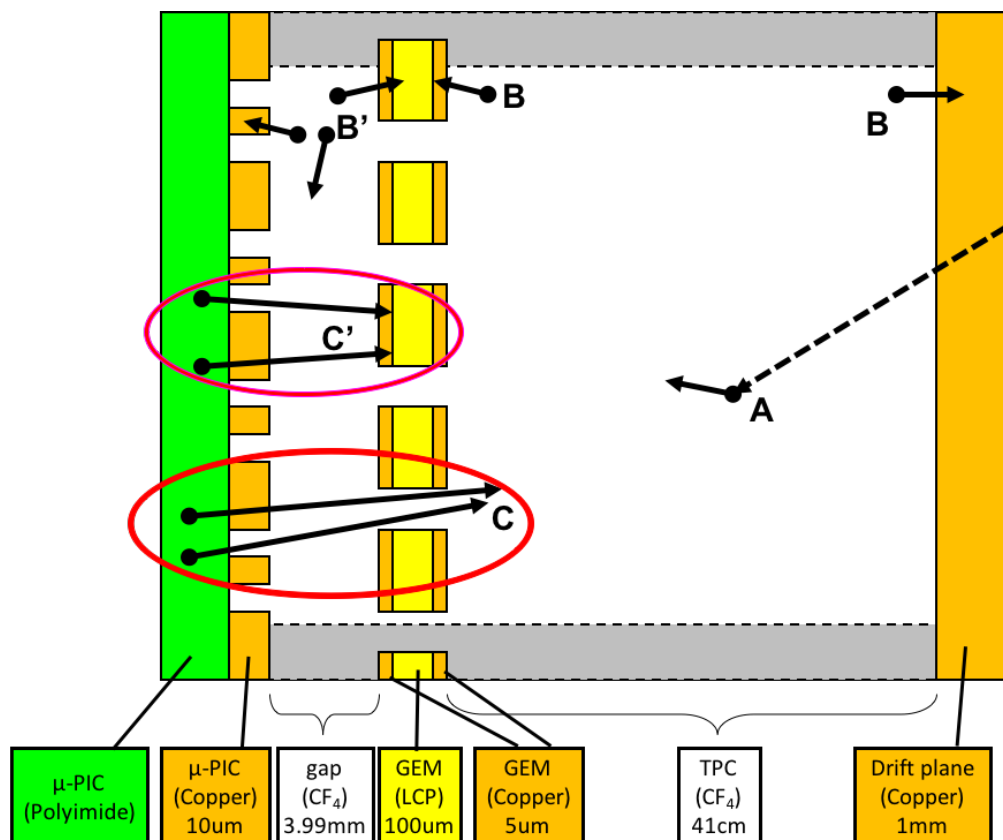 B
B'
B
C'
A
C
μ-PIC
(Polyimide)
μ-PIC
(Copper)
10um
gap
(CF₄)
3.99mm
GEM
(LCP)
100um
GEM
(Copper)
5um
TPC
(CF₄)
41cm
Drift plane
(Copper)
1mm